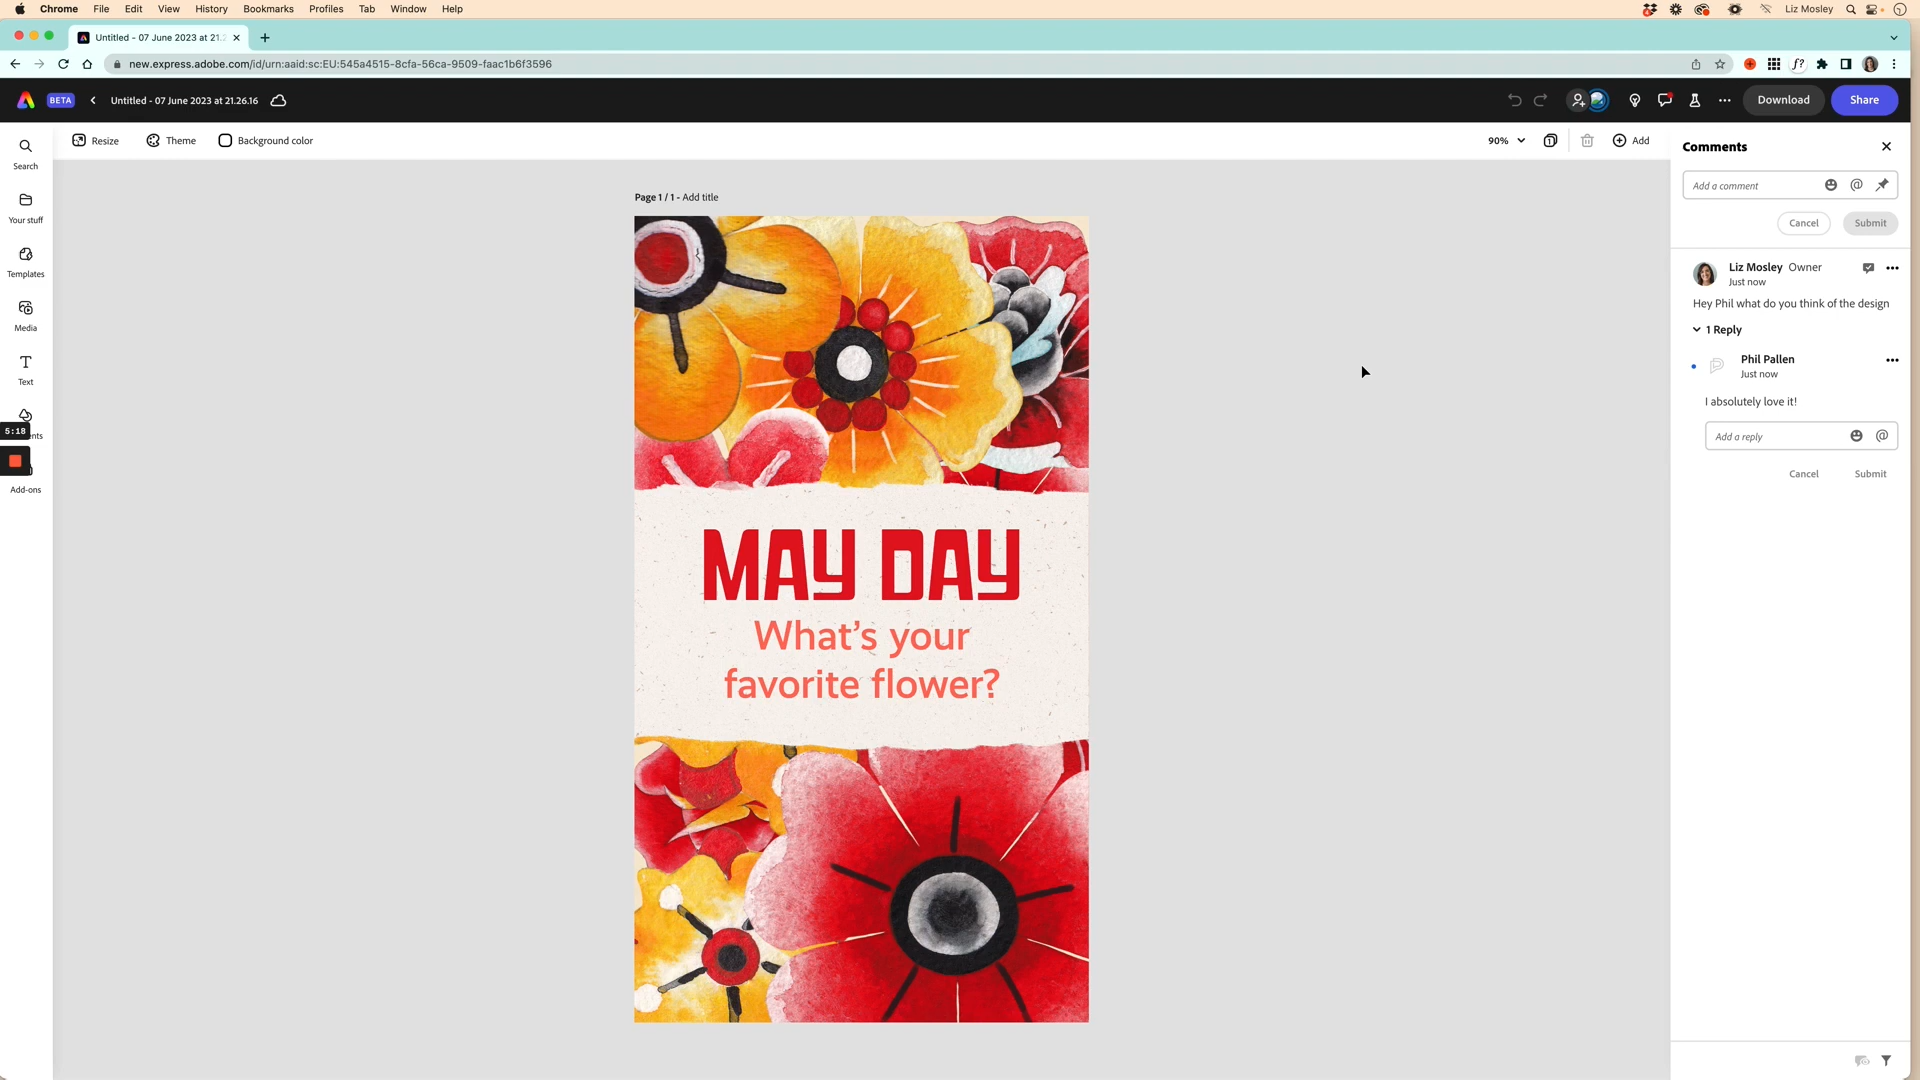 Chrome File Edit View History Bookmarks Profiles Tab Window Help
Liz Mosley
Untitled - 07 June 2023 at 21.
new.express.adobe.com/id/urn:aaid:sc:EU:545a4515-8cfa-56ca-9509-faac1b6f3596
f?
BETA
Untitled - 07 June 2023 at 21.26.16
Download
Share
Resize
Theme
Background color
90%
1
Add
Search
Your stuff
Templates
Media
T
Text
5:18
ents
Add-ons
Page 1 / 1 - Add title
MAY DAY
What’s your
favorite flower?
Comments
Add a comment
Cancel
Submit
Liz Mosley Owner
Just now
Hey Phil what do you think of the design
1 Reply
Phil Pallen
Just now
I absolutely love it!
Add a reply
Cancel
Submit